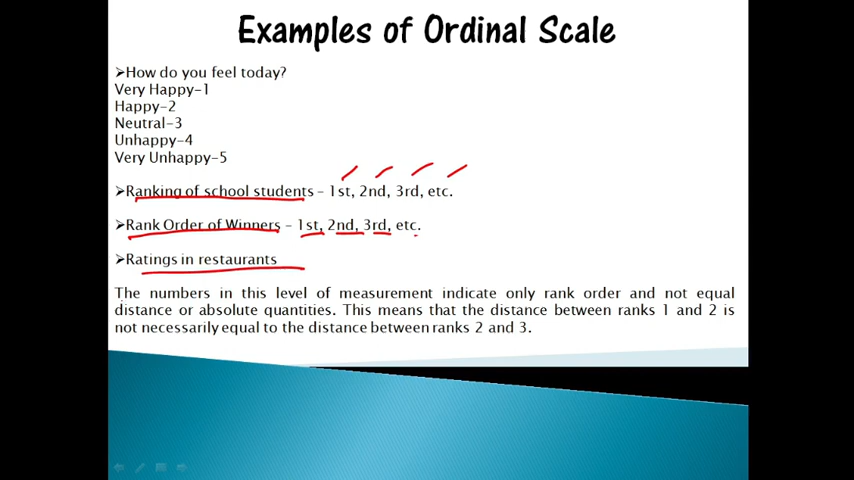 Examples of Ordinal Scale
➢How do you feel today?
Very Happy-1
Happy-2
Neutral-3
Unhappy-4
Very Unhappy-5
➢Ranking of school students – 1st, 2nd, 3rd, etc.
➢Rank Order of Winners – 1st, 2nd, 3rd, etc.
➢Ratings in restaurants
The numbers in this level of measurement indicate only rank order and not equal
distance or absolute quantities. This means that the distance between ranks 1 and 2 is
not necessarily equal to the distance between ranks 2 and 3.